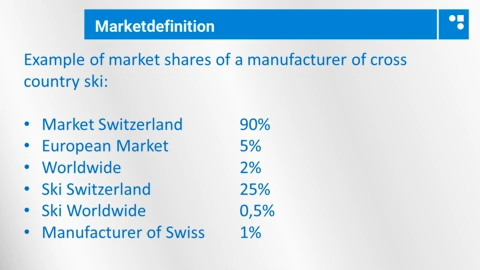 Marketdefinition
Example of market shares of a manufacturer of cross
country ski:
• Market Switzerland 90%
• European Market 5%
• Worldwide 2%
• Ski Switzerland 25%
• Ski Worldwide 0,5%
• Manufacturer of Swiss 1%